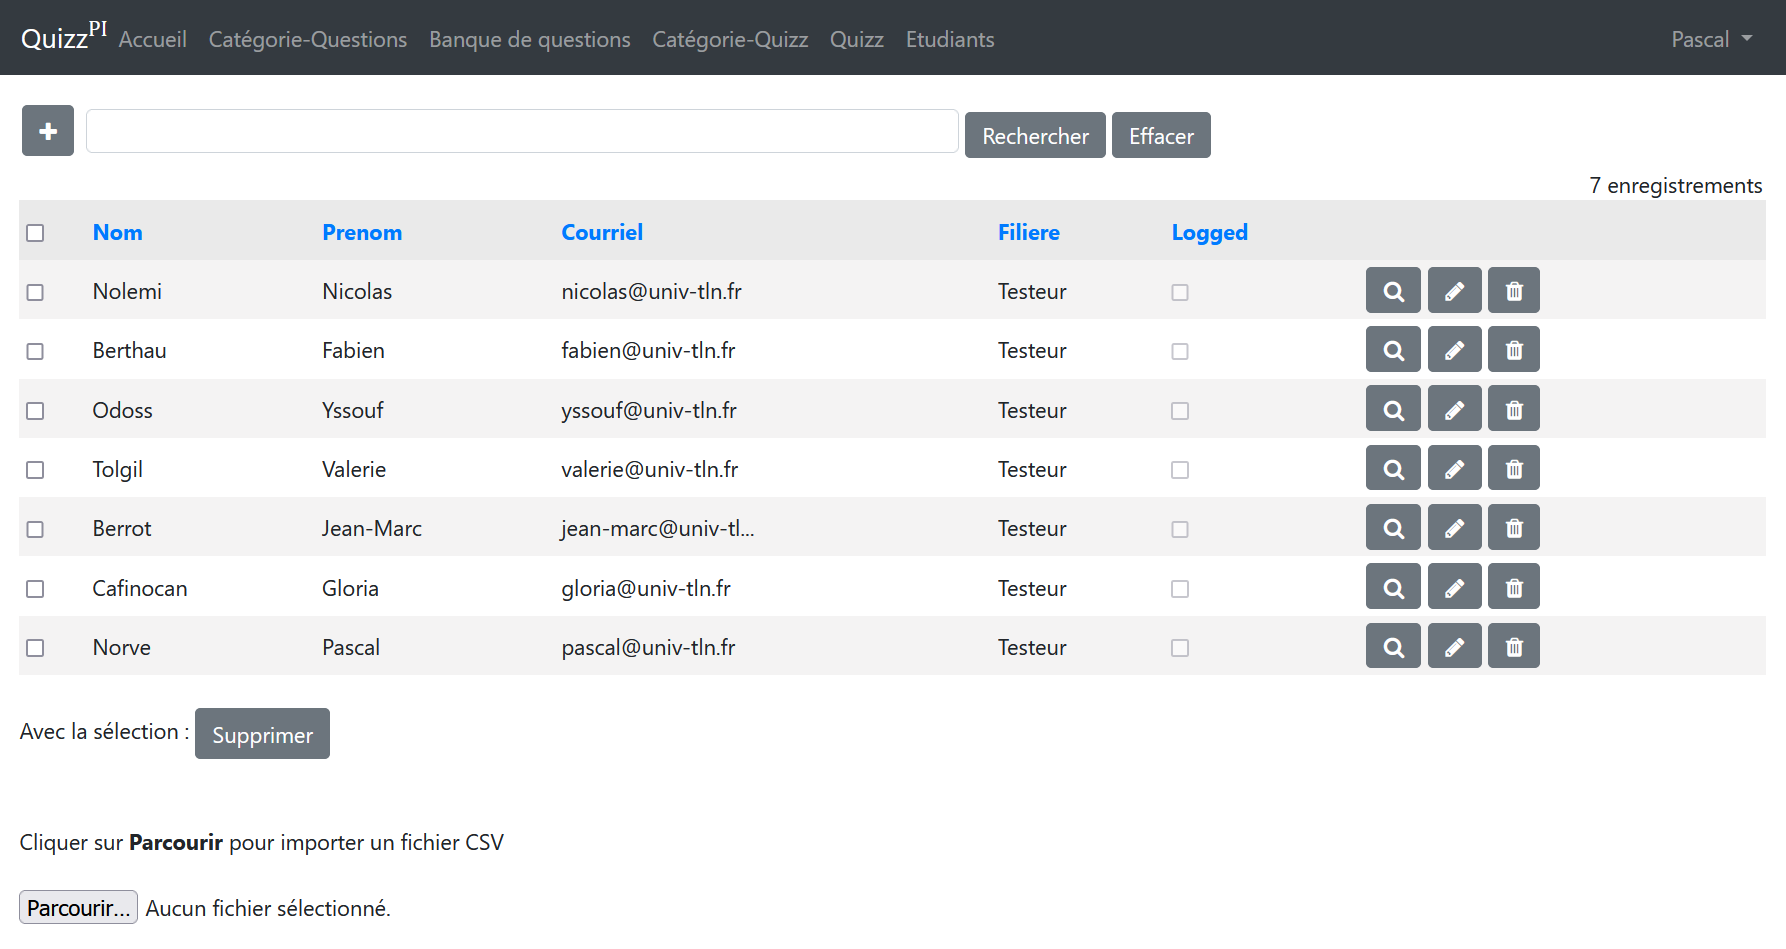 QuizzPI Accueil Catégorie-Questions Banque de questions Catégorie-Quizz Quizz Etudiants Pascal
Rechercher Effacer
7 enregistrements
Nom Prenom Courriel Filiere Logged
Nolemi Nicolas nicolas@univ-tln.fr Testeur
Berthau Fabien fabien@univ-tln.fr Testeur
Odoss Yssouf yssouf@univ-tln.fr Testeur
Tolgil Valerie valerie@univ-tln.fr Testeur
Berrot Jean-Marc jean-marc@univ-tl... Testeur
Cafinocan Gloria gloria@univ-tln.fr Testeur
Norve Pascal pascal@univ-tln.fr Testeur
Avec la sélection : Supprimer
Cliquer sur Parcourir pour importer un fichier CSV
Parcourir... Aucun fichier sélectionné.